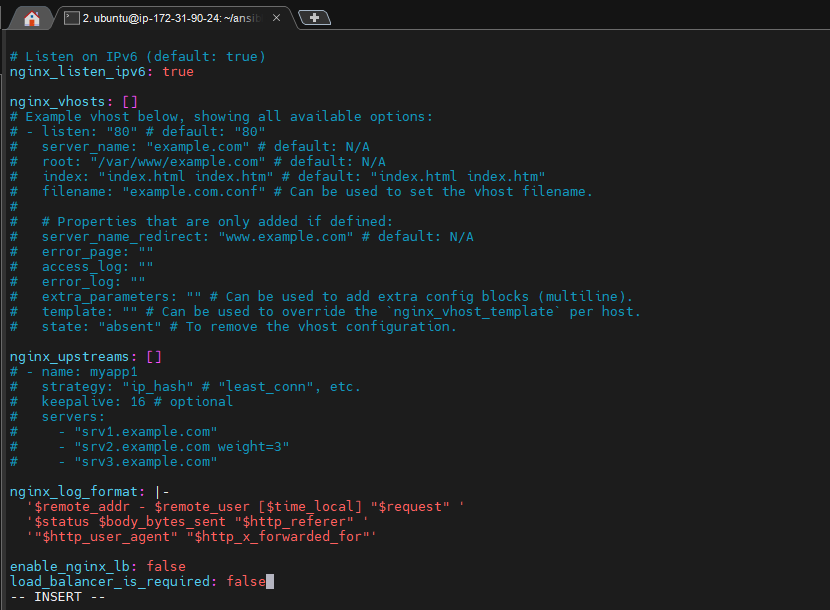 2. ubuntu@ip-172-31-90-24: ~/ansib
# Listen on IPv6 (default: true)
nginx_listen_ipv6: true
nginx_vhosts: []
# Example vhost below, showing all available options:
# - listen: "80" # default: "80"
#   server_name: "example.com" # default: N/A
#   root: "/var/www/example.com" # default: N/A
#   index: "index.html index.htm" # default: "index.html index.htm"
#   filename: "example.com.conf" # Can be used to set the vhost filename.
#
#   # Properties that are only added if defined:
#   server_name_redirect: "www.example.com" # default: N/A
#   error_page: ""
#   access_log: ""
#   error_log: ""
#   extra_parameters: "" # Can be used to add extra config blocks (multiline).
#   template: "" # Can be used to override the `nginx_vhost_template` per host.
#   state: "absent" # To remove the vhost configuration.
nginx_upstreams: []
# - name: myapp1
#   strategy: "ip_hash" # "least_conn", etc.
#   keepalive: 16 # optional
#   servers:
#     - "srv1.example.com"
#     - "srv2.example.com weight=3"
#     - "srv3.example.com"
nginx_log_format: |-
  '$remote_addr - $remote_user [$time_local] "$request" '
  '$status $body_bytes_sent "$http_referer" '
  '"$http_user_agent" "$http_x_forwarded_for"'
enable_nginx_lb: false
load_balancer_is_required: false
-- INSERT --